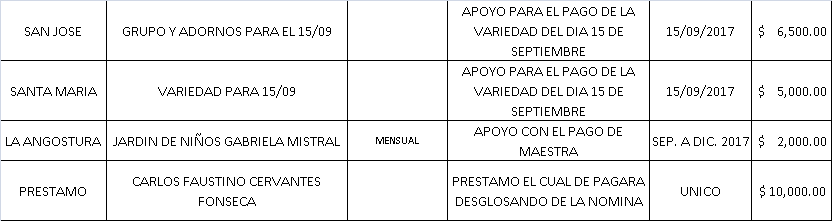 SAN JOSE GRUPO Y ADORNOS PARA EL 15/09 APOYO PARA EL PAGO DE LA
VARIEDAD DEL DIA 15 DE
SEPTIEMBRE 15/09/2017 $ 6,500.00
SANTA MARIA VARIEDAD PARA 15/09 APOYO PARA EL PAGO DE LA
VARIEDAD DEL DIA 15 DE
SEPTIEMBRE 15/09/2017 $ 5,000.00
LA ANGOSTURA JARDIN DE NIÑOS GABRIELA MISTRAL MENSUAL APOYO CON EL PAGO DE
MAESTRA SEP. A DIC. 2017 $ 2,000.00
PRESTAMO CARLOS FAUSTINO CERVANTES
FONSECA PRESTAMO EL CUAL DE PAGARA
DESGLOSANDO DE LA NOMINA UNICO $ 10,000.00